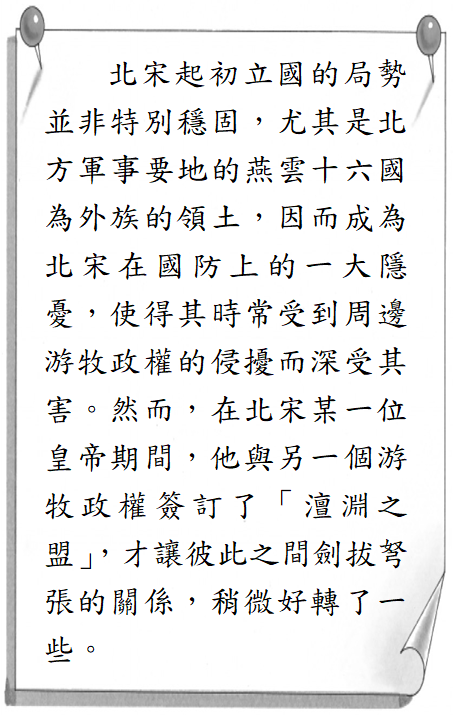 北宋起初立國的局勢
並非特別穩固，尤其是北
方軍事要地的燕雲十六國
為外族的領土，因而成為
北宋在國防上的一大隱
憂，使得其時常受到周邊
游牧政權的侵擾而深受其
害。然而，在北宋某一位
皇帝期間，他與另一個游
牧政權簽訂了「澶淵之
盟」，才讓彼此之間劍拔弩
張的關係，稍微好轉了一
些。